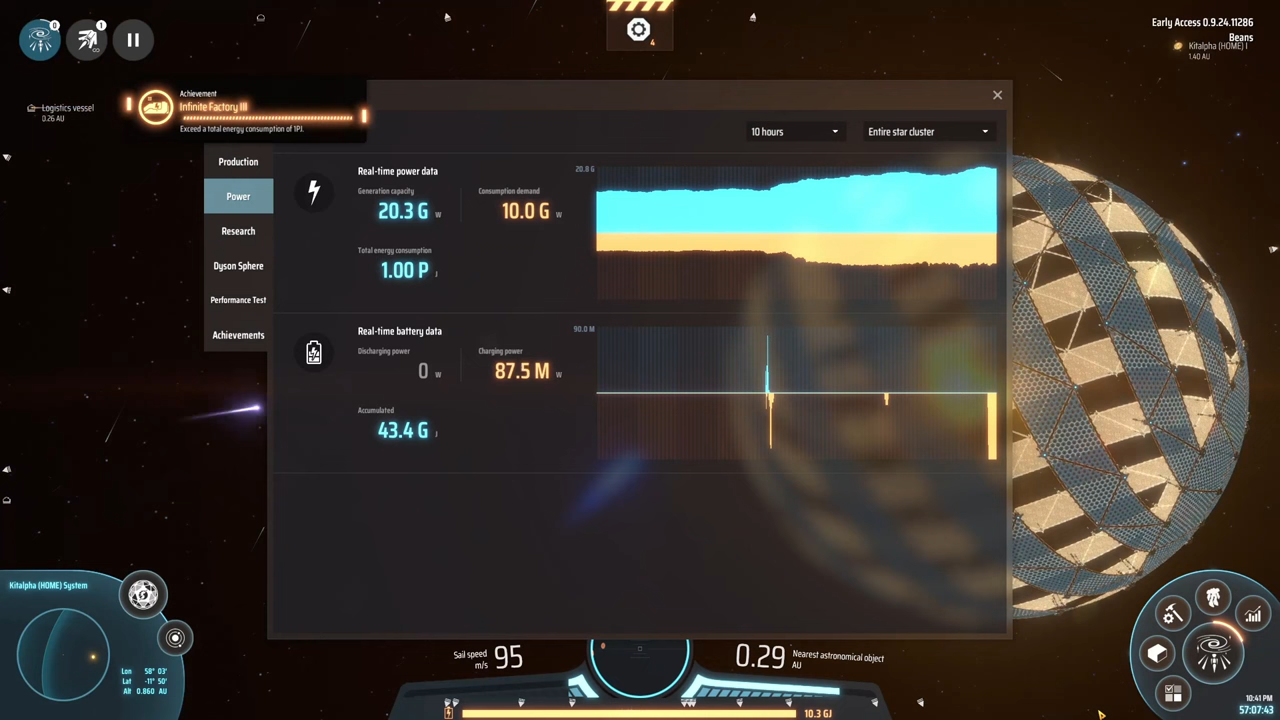 0
1
∞
4
Early Access 0.9.24.11286
Beans
Kitalpha (HOME) I
1.40 AU
Logistics vessel
0.26 AU
Achievement
Infinite Factory III
Exceed a total energy consumption of 1PJ.
10 hours
Entire star cluster
Production
Power
Research
Dyson Sphere
Performance Test
Achievements
Real-time power data
Generation capacity
20.3 G W
Consumption demand
10.0 G W
Total energy consumption
1.00 P J
20.8 G
Real-time battery data
Discharging power
0 W
Charging power
87.5 M W
Accumulated
43.4 G J
90.0 M
Kitalpha (HOME) System
Lon 58° 03'
Lat -11° 50'
Alt 0.860 AU
Sail speed
m/s
95
0.29
AU
Nearest astronomical object
10.3 GJ
10:41 PM
57:07:43